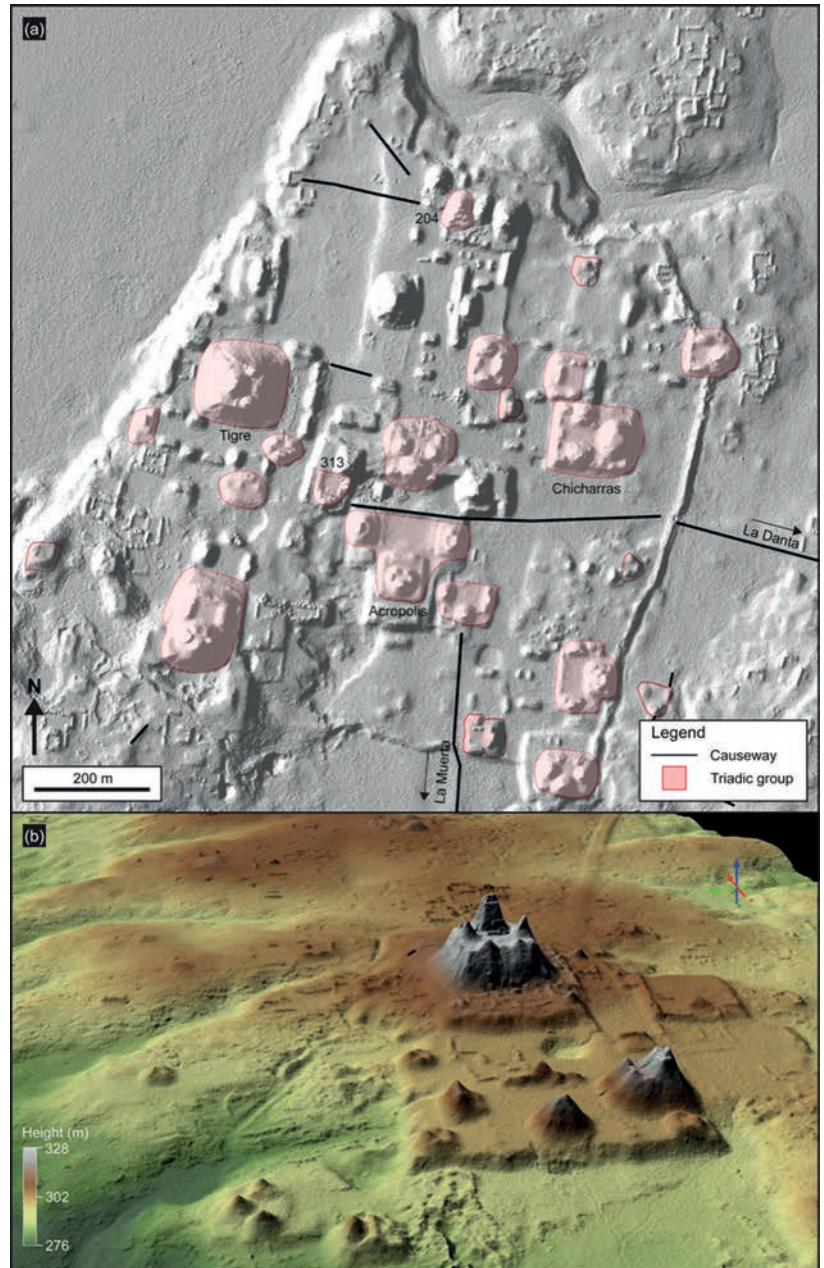 (a)
204
Tigre
313
Chicharras
La Danta
Acropolis
N
200 m
La Muerta
Legend
Causeway
Triadic group
(b)
Height (m)
328
302
276